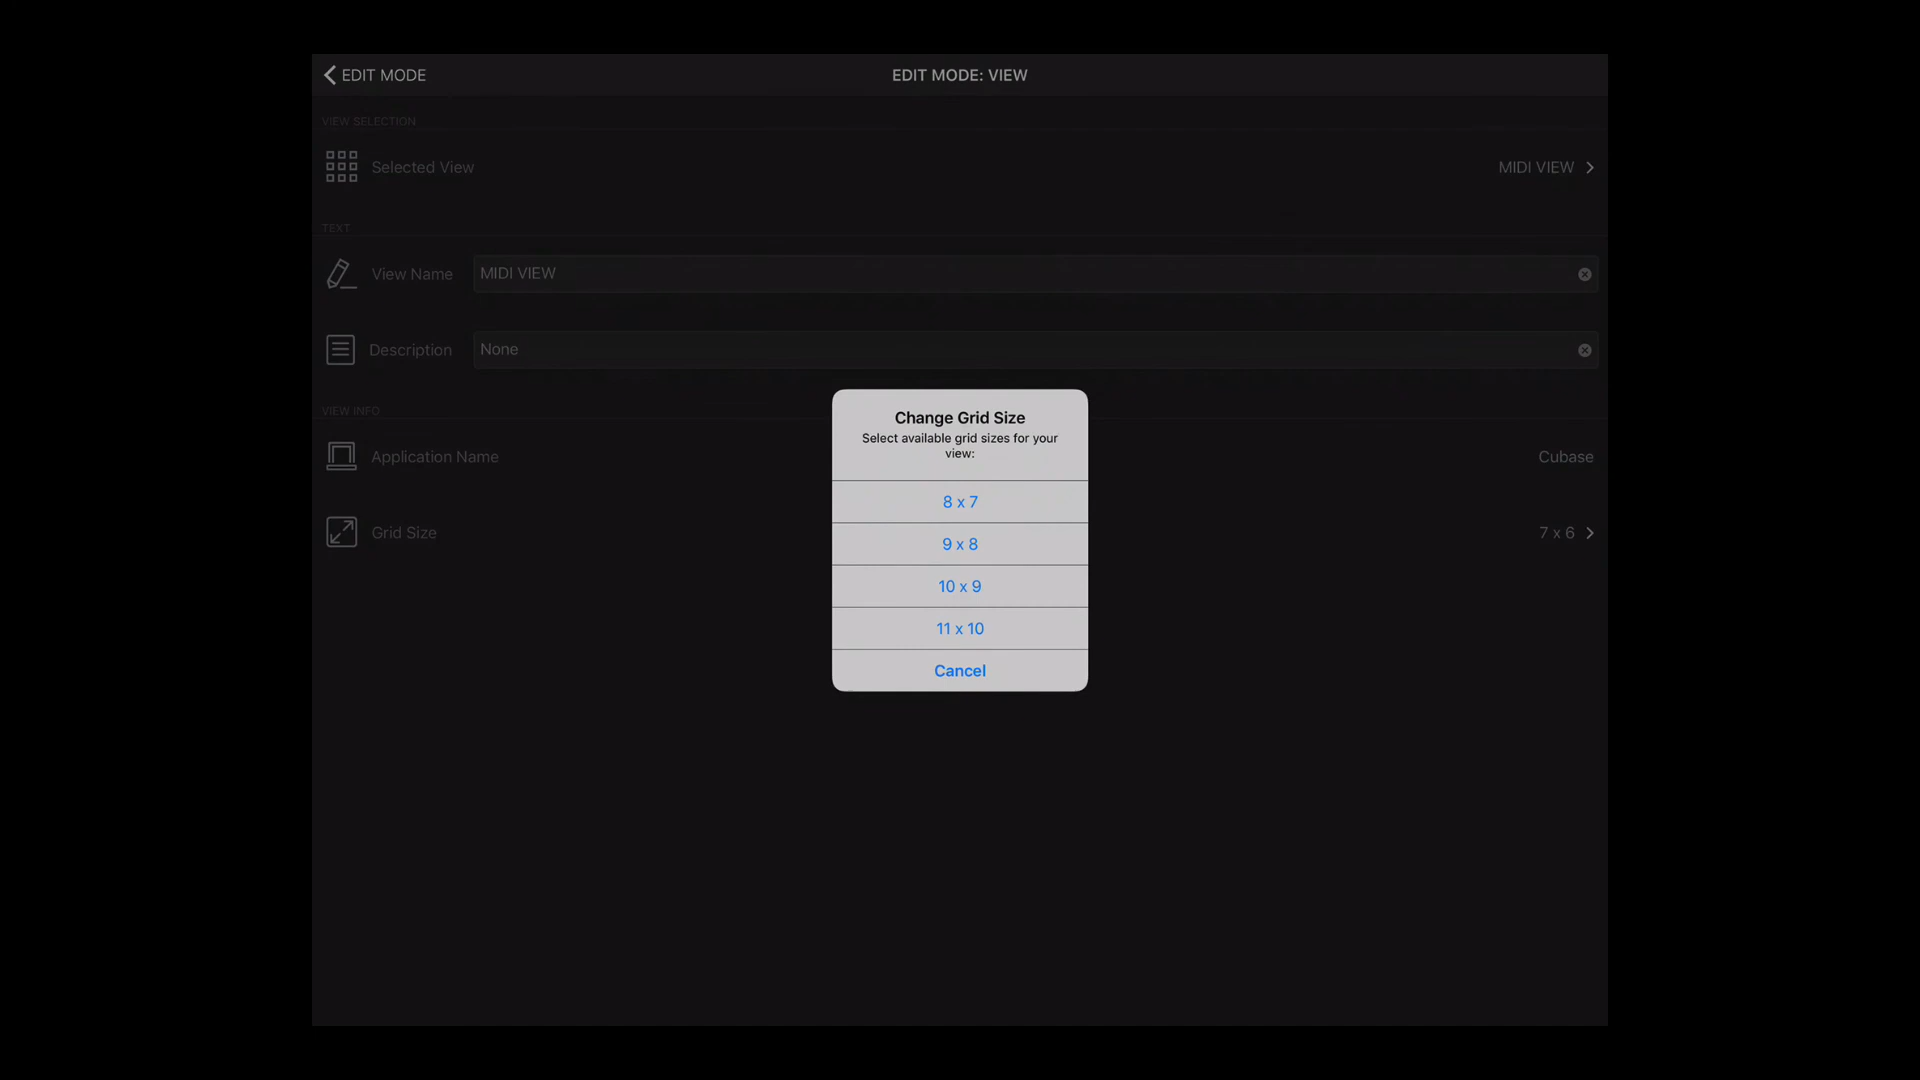 EDIT MODE
EDIT MODE: VIEW
VIEW SELECTION
Selected View
MIDI VIEW
TEXT
View Name
MIDI VIEW
Description
None
VIEW INFO
Application Name
Cubase
Grid Size
7 x 6
Change Grid Size
Select available grid sizes for your
view:
8 x 7
9 x 8
10 x 9
11 x 10
Cancel